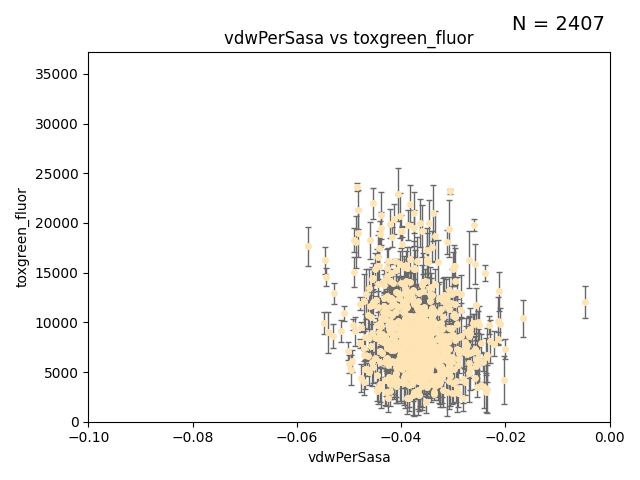 N = 2407
vdwPerSasa vs toxgreen_fluor
35000
30000
25000
20000
15000
10000
5000
0
toxgreen_fluor
−0.10 −0.08 −0.06 −0.04 −0.02 0.00
vdwPerSasa